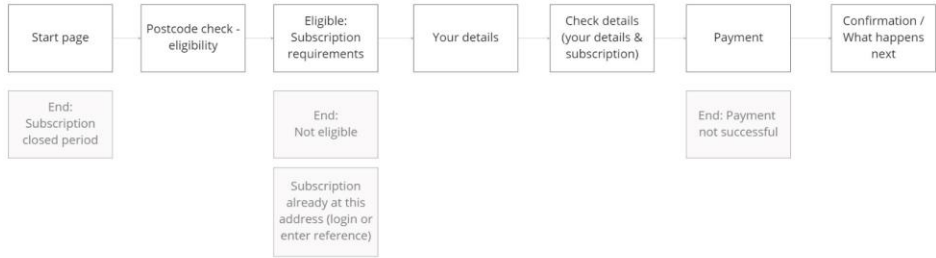 Start page
Postcode check -
eligibility
Eligible:
Subscription
requirements
Your details
Check details
(your details &
subscription)
Payment
Confirmation /
What happens
next
End:
Subscription
closed period
End:
Not eligible
End: Payment
not successful
Subscription
already at this
address (login or
enter reference)